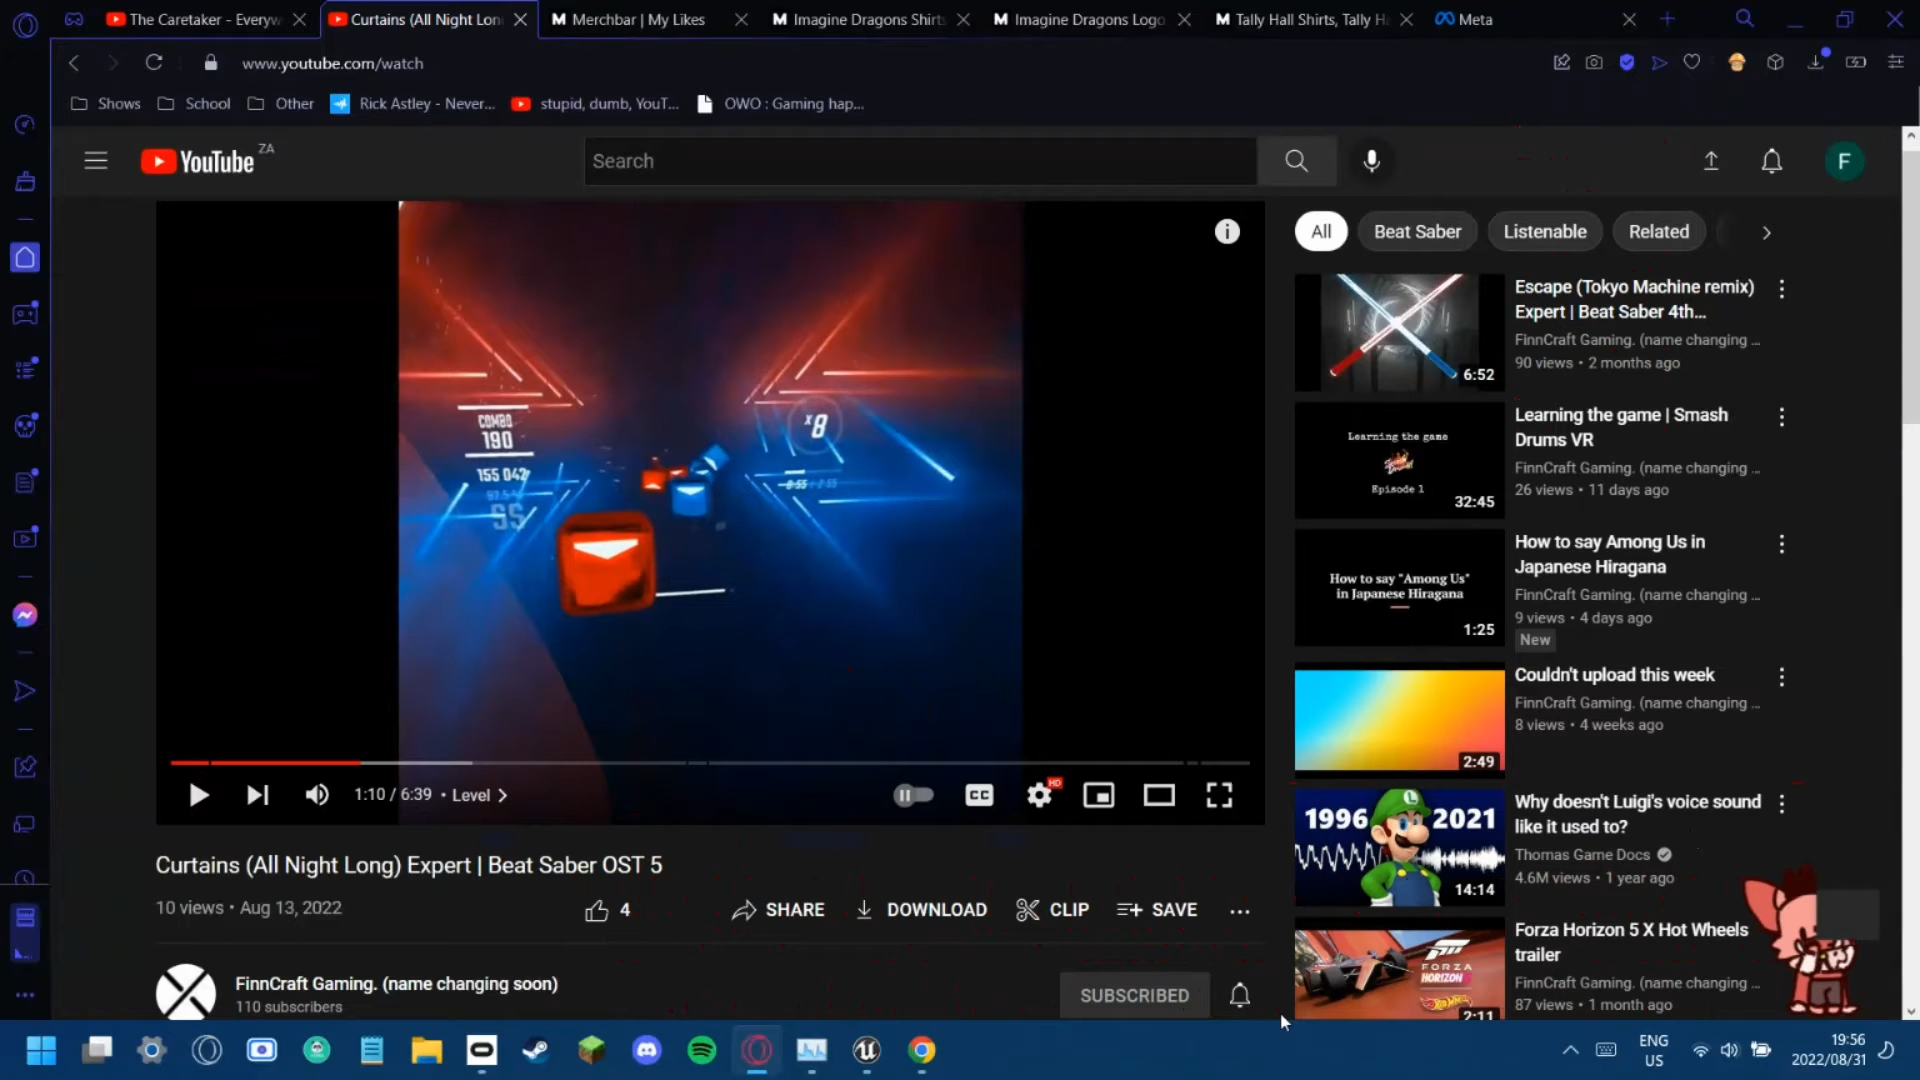 The Caretaker - Everyw
Curtains (All Night Lon
M Merchbar | My Likes
M Imagine Dragons Shirts
M Imagine Dragons Logo
M Tally Hall Shirts, Tally Ha
Meta
www.youtube.com/watch
Shows
School
Other
Rick Astley - Never...
stupid, dumb, YouT...
OWO : Gaming hap...
YouTube ZA
Search
F
All
Beat Saber
Listenable
Related
COMBO
190
155 042
SS
x8
0:55 : 2:55
Escape (Tokyo Machine remix)
Expert | Beat Saber 4th...
FinnCraft Gaming. (name changing ...
90 views • 2 months ago
6:52
Learning the game
Episode 1
32:45
Learning the game | Smash
Drums VR
FinnCraft Gaming. (name changing ...
26 views • 11 days ago
How to say "Among Us"
in Japanese Hiragana
1:25
How to say Among Us in
Japanese Hiragana
FinnCraft Gaming. (name changing ...
9 views • 4 days ago
New
2:49
Couldn't upload this week
FinnCraft Gaming. (name changing ...
8 views • 4 weeks ago
1996
2021
L
14:14
Why doesn't Luigi's voice sound
like it used to?
Thomas Game Docs
4.6M views • 1 year ago
FORZA
HORIZON
2:11
Forza Horizon 5 X Hot Wheels
trailer
FinnCraft Gaming. (name changing ...
87 views • 1 month ago
1:10 / 6:39 • Level
CC
HD
Curtains (All Night Long) Expert | Beat Saber OST 5
10 views • Aug 13, 2022
4
SHARE
DOWNLOAD
CLIP
SAVE
FinnCraft Gaming. (name changing soon)
110 subscribers
SUBSCRIBED
ENG
US
19:56
2022/08/31